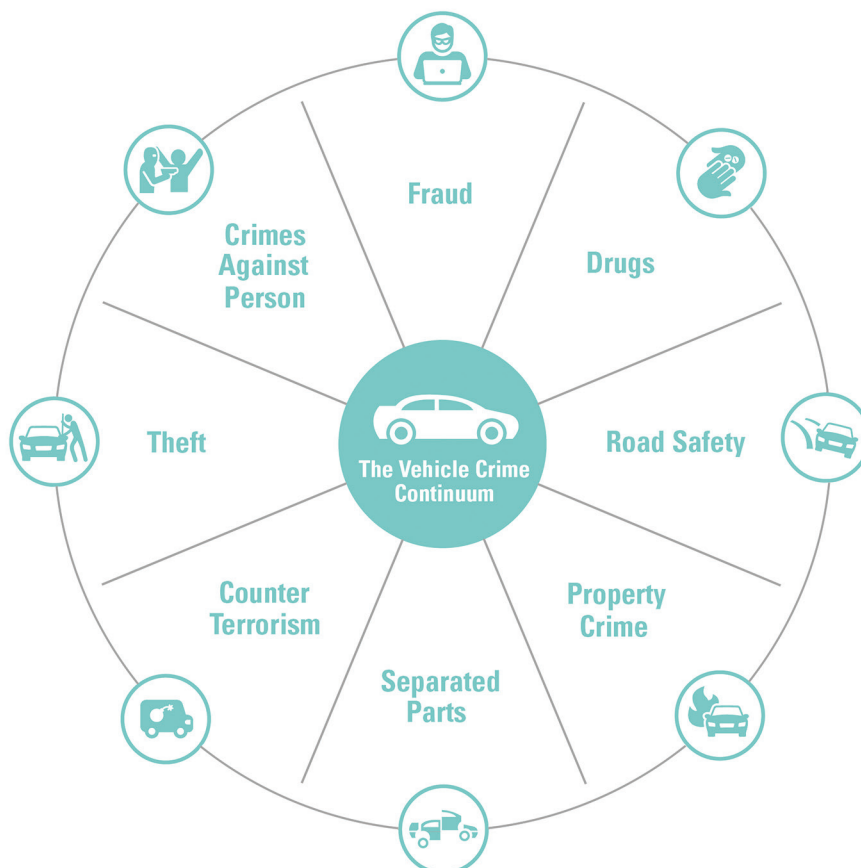 Fraud
Drugs
Road Safety
Property
Crime
Separated
Parts
Counter
Terrorism
Theft
Crimes
Against
Person
The Vehicle Crime
Continuum